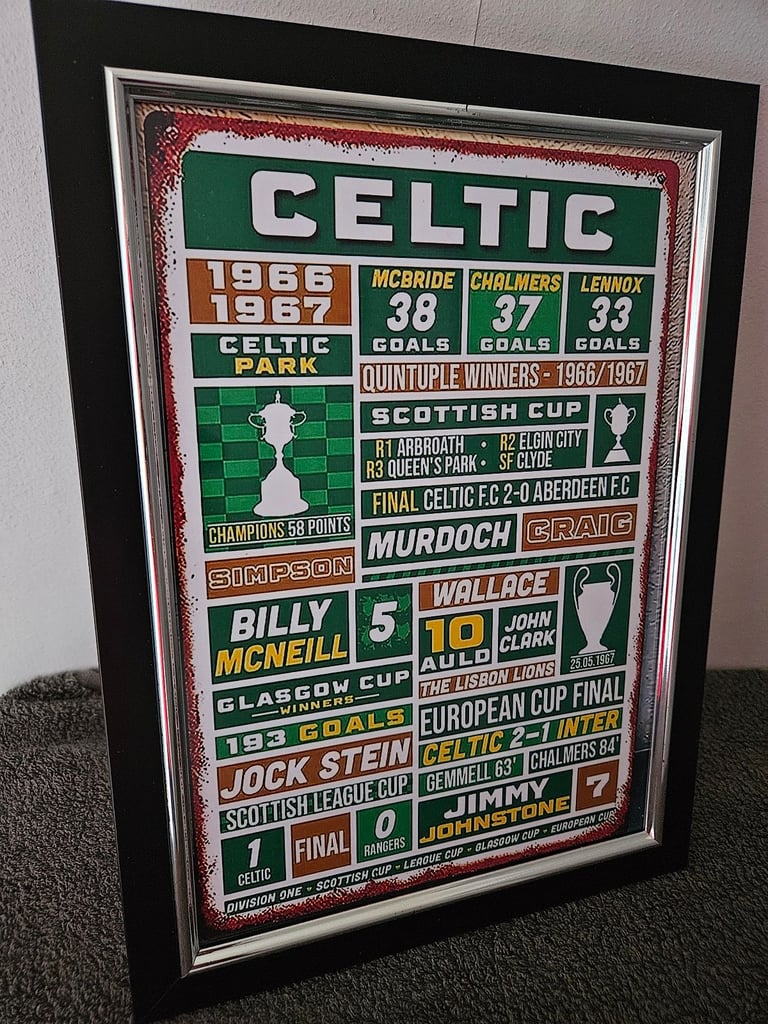 CELTIC
1966
1967
MCBRIDE
38
GOALS
CHALMERS
37
GOALS
LENNOX
33
GOALS
CELTIC
PARK
QUINTUPLE WINNERS - 1966/1967
SCOTTISH CUP
R1 ARBROATH • R2 ELGIN CITY
R3 QUEEN'S PARK • SF CLYDE
FINAL CELTIC F.C 2-0 ABERDEEN F.C
CHAMPIONS 58 POINTS
MURDOCH
CRAIG
SIMPSON
BILLY
MCNEILL
5
WALLACE
10
AULD
JOHN
CLARK
25.05.1967
GLASGOW CUP
WINNERS
THE LISBON LIONS
193 GOALS
EUROPEAN CUP FINAL
CELTIC 2-1 INTER
GEMMELL 63'
CHALMERS 84'
JOCK STEIN
SCOTTISH LEAGUE CUP
1
CELTIC
FINAL
0
RANGERS
JIMMY
JOHNSTONE
7
DIVISION ONE - SCOTTISH CUP - LEAGUE CUP - GLASGOW CUP - EUROPEAN CUP